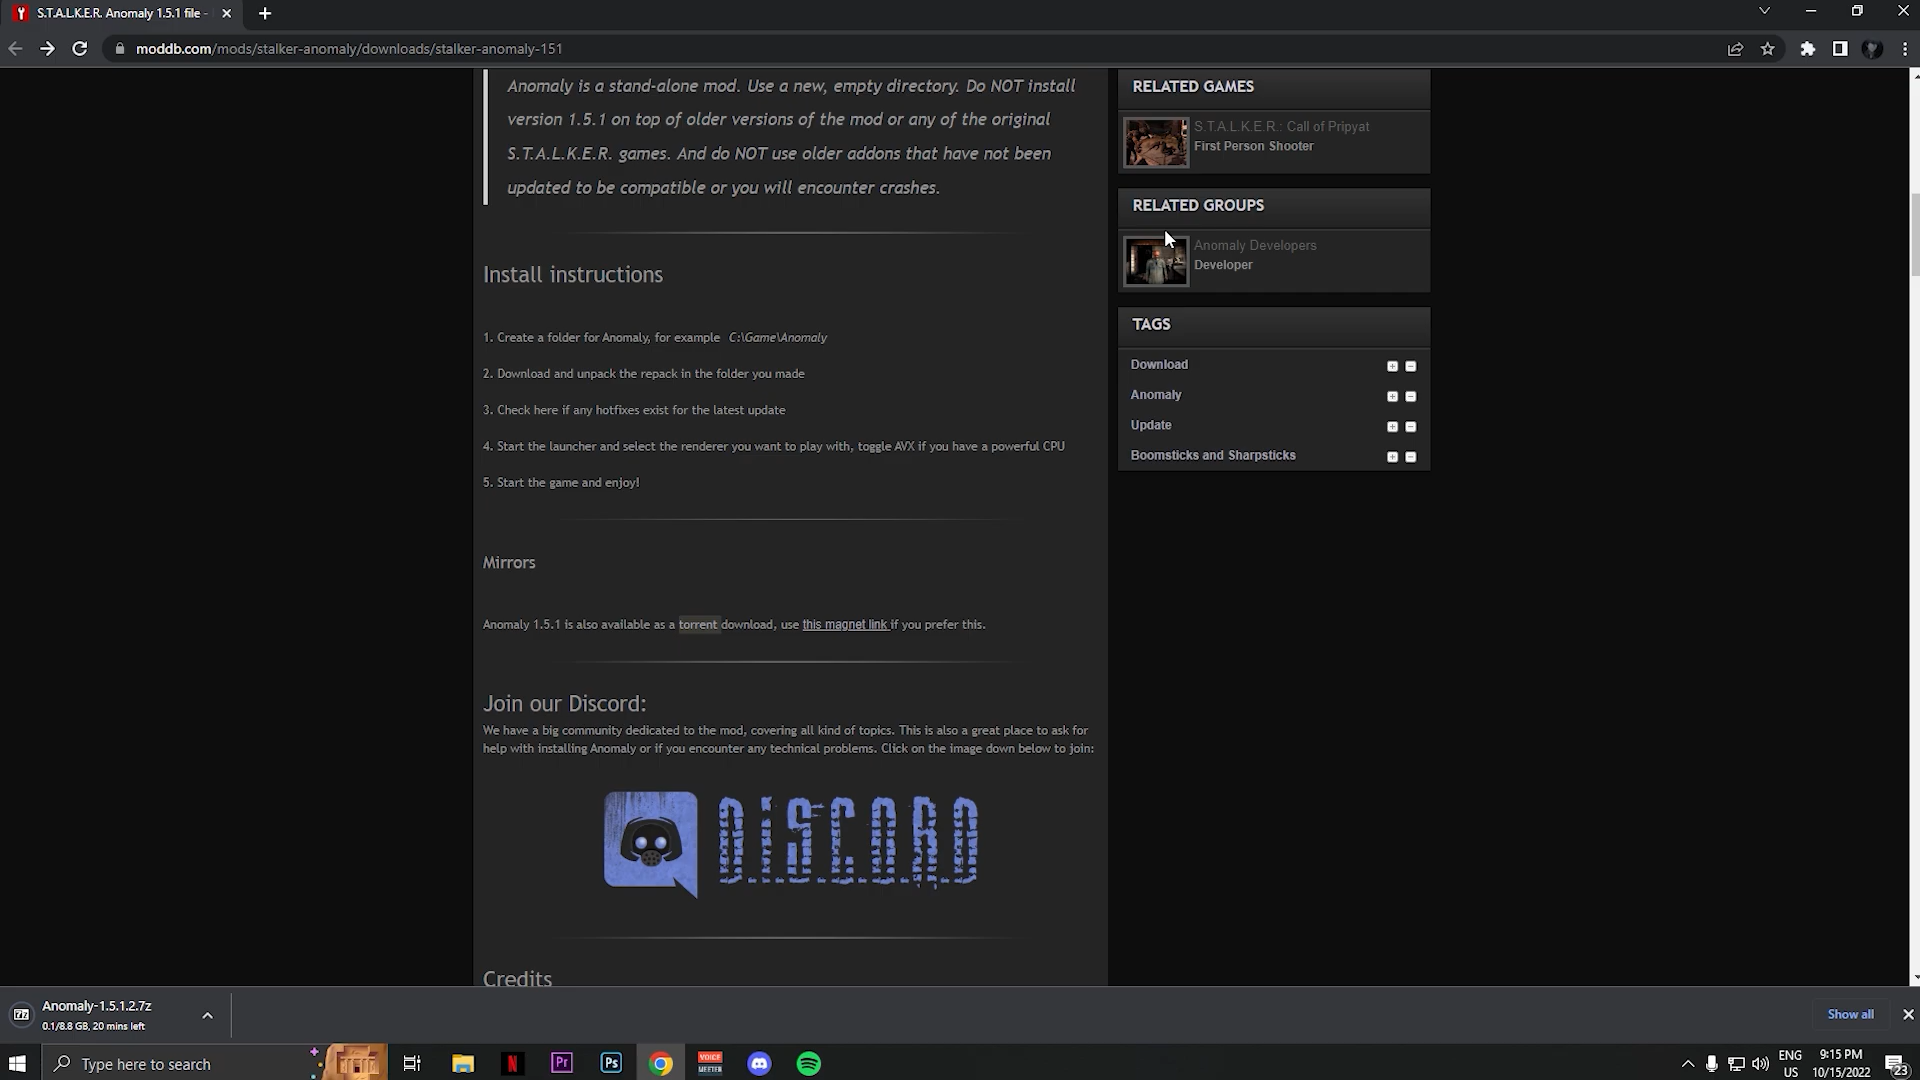 S.T.A.L.K.E.R. Anomaly 1.5.1 file -
moddb.com/mods/stalker-anomaly/downloads/stalker-anomaly-151
Anomaly is a stand-alone mod. Use a new, empty directory. Do NOT install
version 1.5.1 on top of older versions of the mod or any of the original
S.T.A.L.K.E.R. games. And do NOT use older addons that have not been
updated to be compatible or you will encounter crashes.
Install instructions
1. Create a folder for Anomaly, for example C:\Game\Anomaly
2. Download and unpack the repack in the folder you made
3. Check here if any hotfixes exist for the latest update
4. Start the launcher and select the renderer you want to play with, toggle AVX if you have a powerful CPU
5. Start the game and enjoy!
Mirrors
Anomaly 1.5.1 is also available as a torrent download, use this magnet link if you prefer this.
Join our Discord:
We have a big community dedicated to the mod, covering all kind of topics. This is also a great place to ask for
help with installing Anomaly or if you encounter any technical problems. Click on the image down below to join:
D.I.S.C.O.R.D
Credits
RELATED GAMES
S.T.A.L.K.E.R.: Call of Pripyat
First Person Shooter
RELATED GROUPS
Anomaly Developers
Developer
TAGS
Download
Anomaly
Update
Boomsticks and Sharpsticks
Anomaly-1.5.1.2.7z
0.1/8.8 GB, 20 mins left
Show all
Type here to search
N
Pr
Ps
VOICE
MEETER
ENG
US
9:15 PM
10/15/2022
23